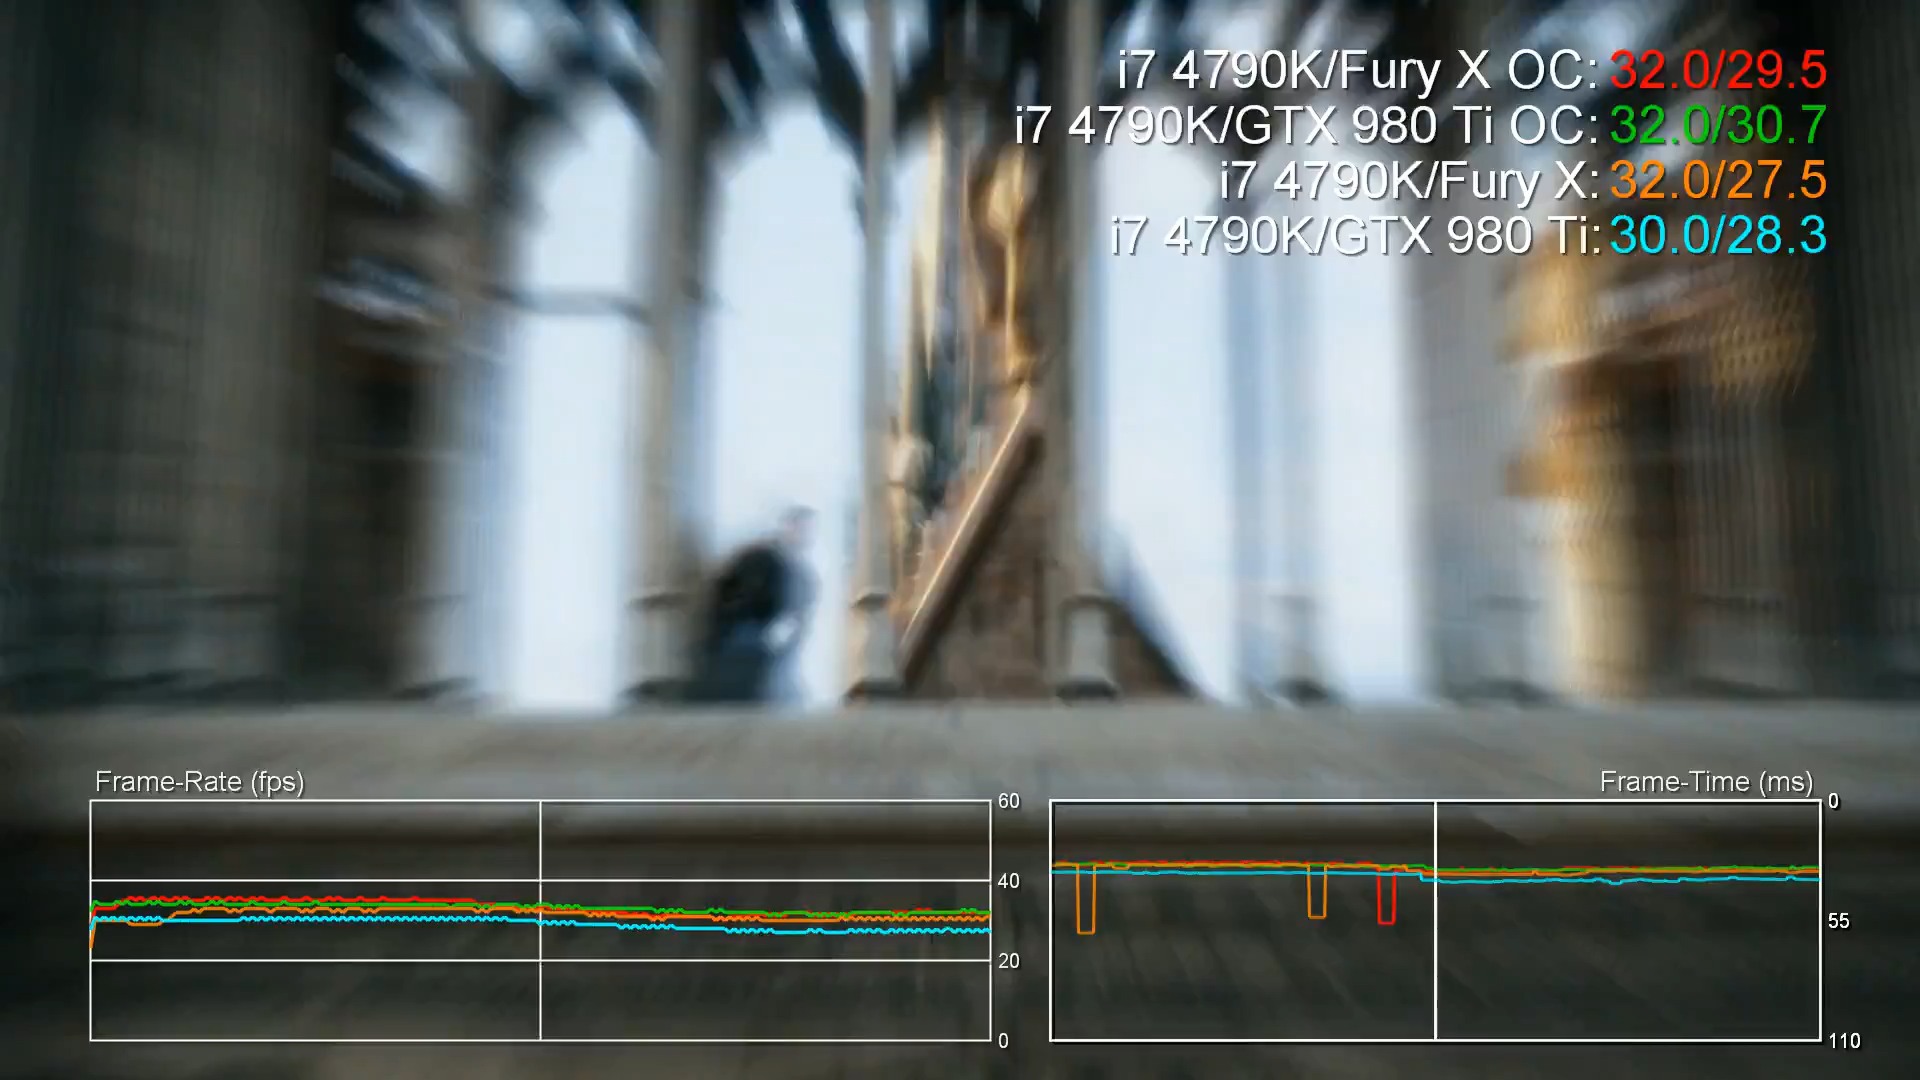 i7 4790K/Fury X OC: 32.0/29.5
i7 4790K/GTX 980 Ti OC: 32.0/30.7
i7 4790K/Fury X: 32.0/27.5
i7 4790K/GTX 980 Ti: 30.0/28.3
Frame-Rate (fps)
60
40
20
0
Frame-Time (ms)
0
55
110